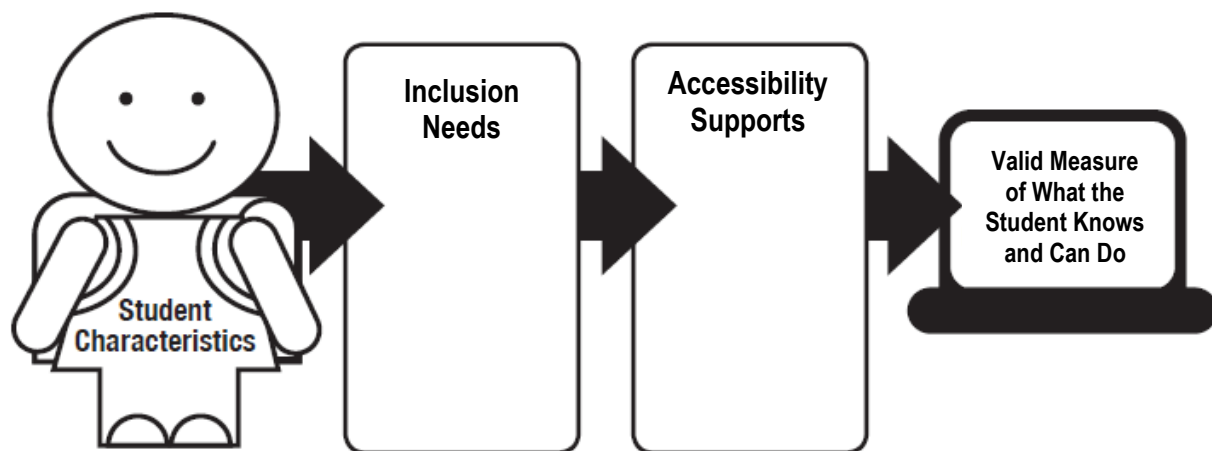 Student
Characteristics
Inclusion
Needs
Accessibility
Supports
Valid Measure
of What the
Student Knows
and Can Do